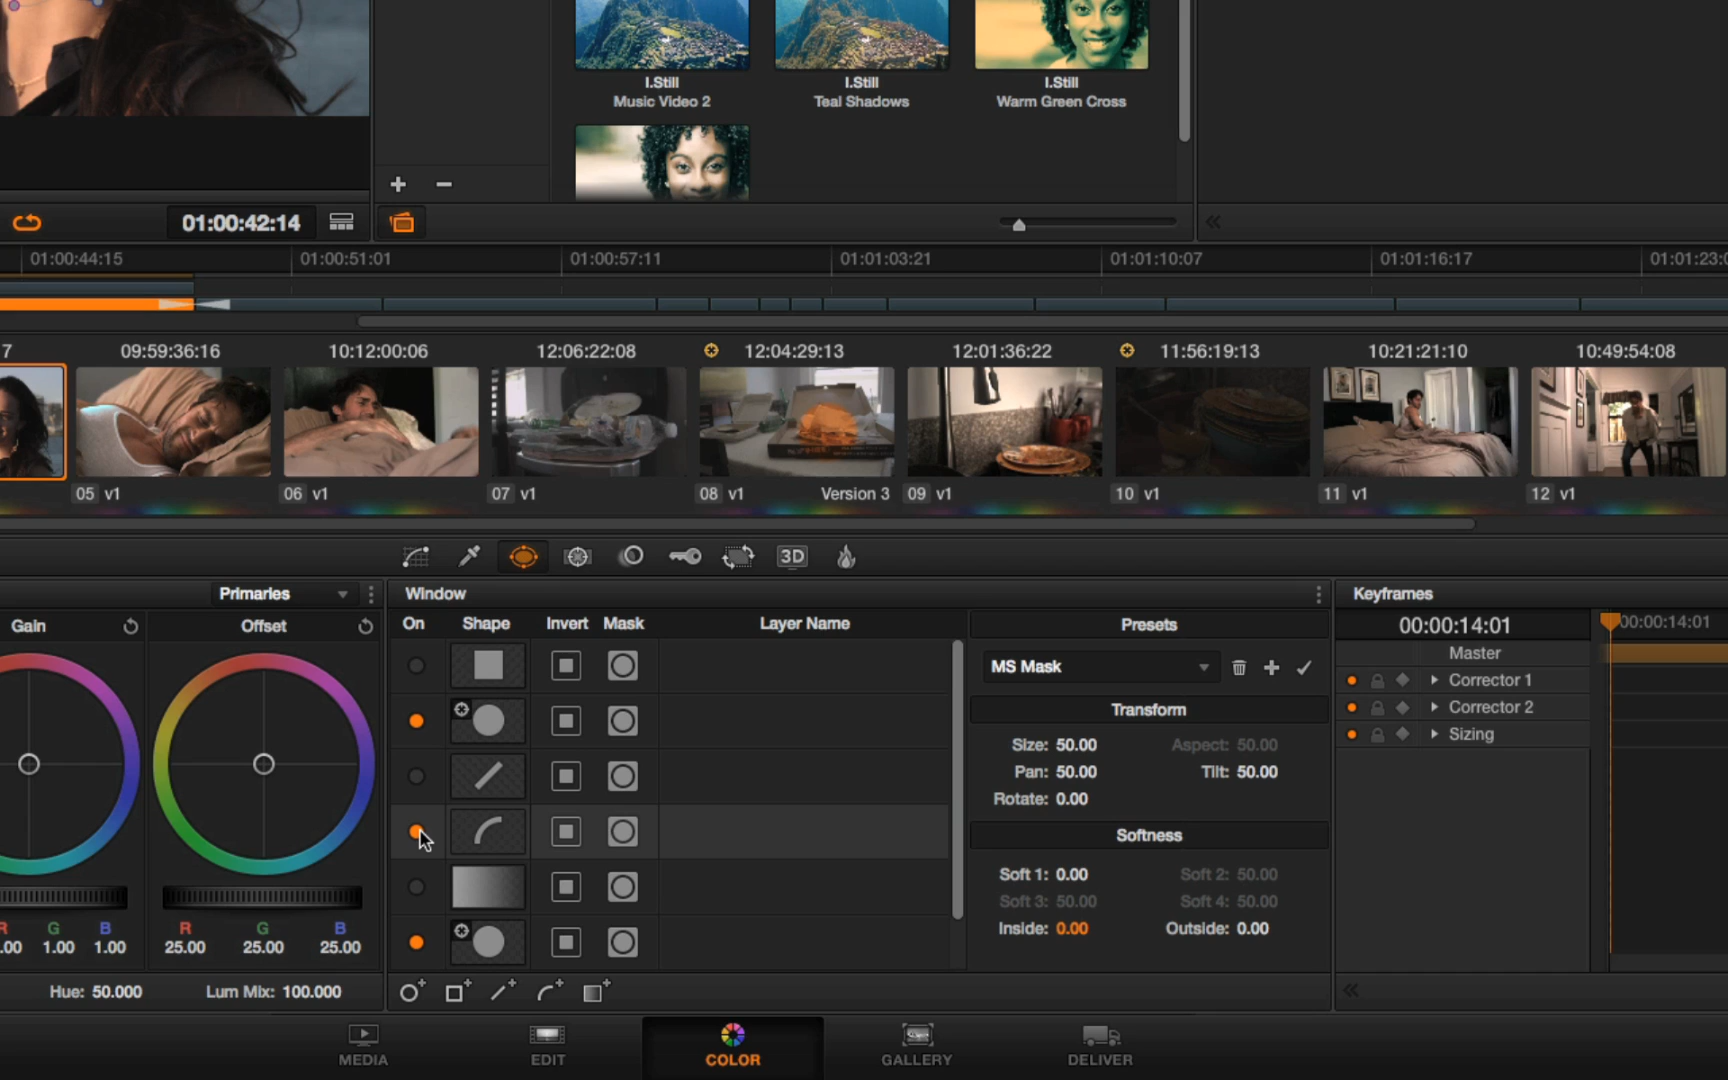 I.Still
Music Video 2
I.Still
Teal Shadows
I.Still
Warm Green Cross
01:00:42:14
01:00:44:15
01:00:51:01
01:00:57:11
01:01:03:21
01:01:10:07
01:01:16:17
01:01:23:0
7
09:59:36:16
10:12:00:06
12:06:22:08
12:04:29:13
12:01:36:22
11:56:19:13
10:21:21:10
10:49:54:08
05 v1
06 v1
07 v1
08 v1 Version 3
09 v1
10 v1
11 v1
12 v1
3D
Primaries
Gain
Offset
R G B
.00 1.00 1.00
R G B
25.00 25.00 25.00
Hue: 50.000
Lum Mix: 100.000
Window
On Shape Invert Mask Layer Name
Presets
MS Mask
Transform
Size: 50.00 Aspect: 50.00
Pan: 50.00 Tilt: 50.00
Rotate: 0.00
Softness
Soft 1: 0.00 Soft 2: 50.00
Soft 3: 50.00 Soft 4: 50.00
Inside: 0.00 Outside: 0.00
Keyframes
00:00:14:01
00:00:14:01
Master
Corrector 1
Corrector 2
Sizing
MEDIA
EDIT
COLOR
GALLERY
DELIVER